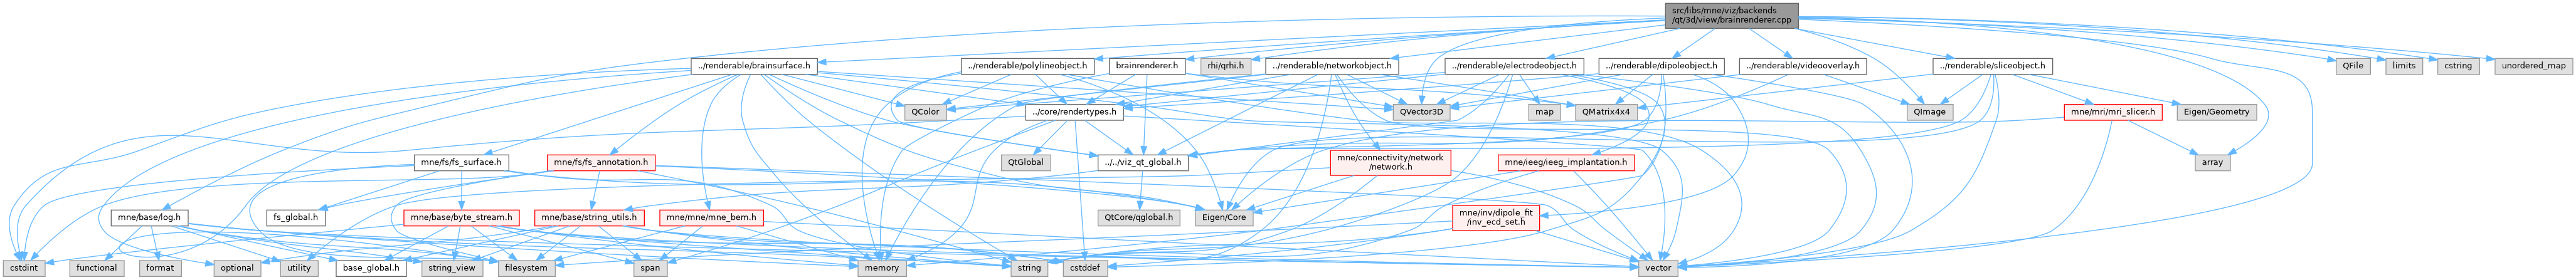 src/libs/mne/viz/backends
/qt/3d/view/brainrenderer.cpp
../renderable/brainsurface.h
../renderable/polylineobject.h
brainrenderer.h
rhi/qrhi.h
../renderable/networkobject.h
../renderable/electrodeobject.h
../renderable/dipoleobject.h
../renderable/videooverlay.h
../renderable/sliceobject.h
QFile
limits
cstring
unordered_map
QColor
../core/rendertypes.h
QVector3D
map
QMatrix4x4
QImage
mne/mri/mri_slicer.h
Eigen/Geometry
mne/fs/fs_surface.h
mne/fs/fs_annotation.h
QtGlobal
../../viz_qt_global.h
mne/connectivity/network
/network.h
mne/ieeg/ieeg_implantation.h
array
mne/base/log.h
fs_global.h
mne/base/byte_stream.h
mne/base/string_utils.h
mne/mne/mne_bem.h
QtCore/qglobal.h
Eigen/Core
mne/inv/dipole_fit
/inv_ecd_set.h
cstdint
functional
format
optional
utility
base_global.h
string_view
filesystem
span
memory
string
cstddef
vector